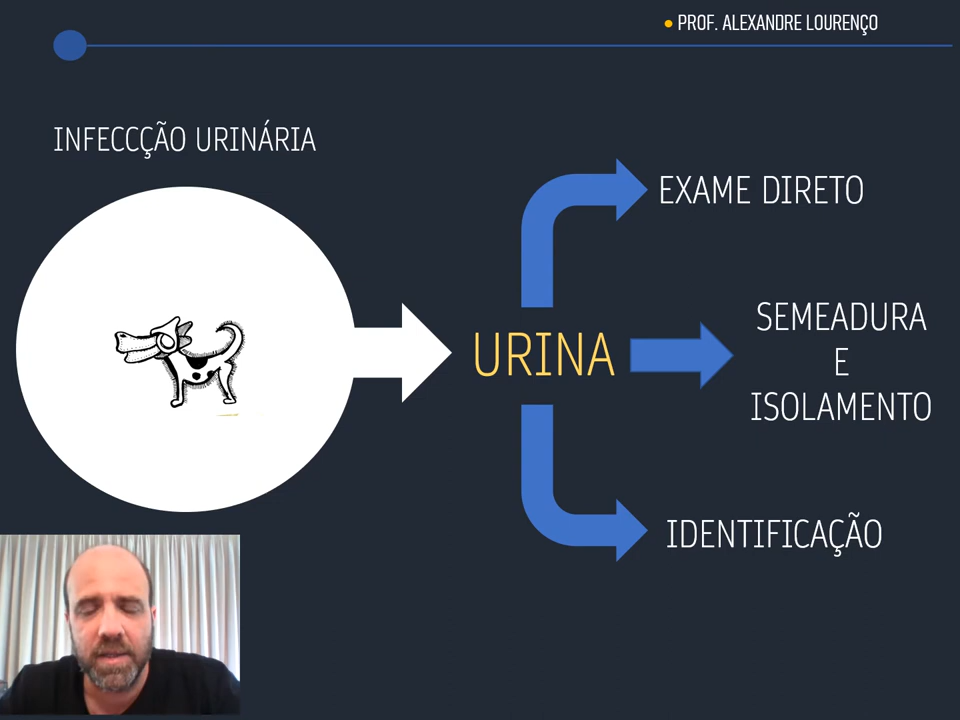 PROF. ALEXANDRE LOURENÇO
INFECCÇÃO URINÁRIA
EXAME DIRETO
URINA
SEMEADURA
E
ISOLAMENTO
IDENTIFICAÇÃO